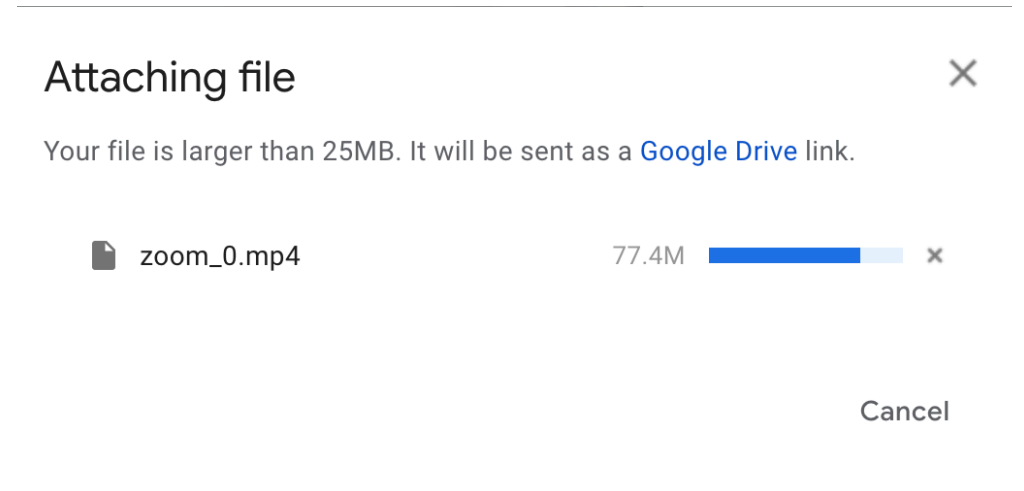 Attaching file
Your file is larger than 25MB. It will be sent as a Google Drive link.
zoom_0.mp4 77.4M
Cancel